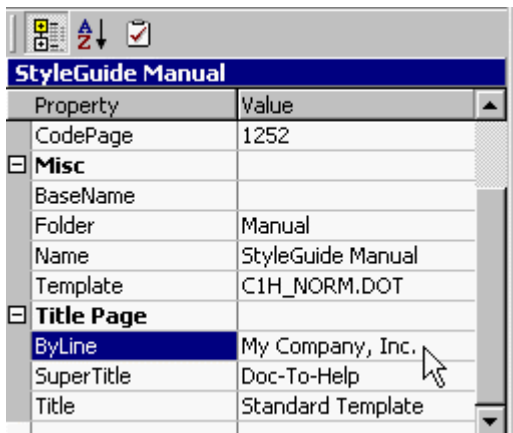 A Z
StyleGuide Manual
Property Value
CodePage 1252
Misc
BaseName
Folder Manual
Name StyleGuide Manual
Template C1H_NORM.DOT
Title Page
ByLine My Company, Inc.
SuperTitle Doc-To-Help
Title Standard Template